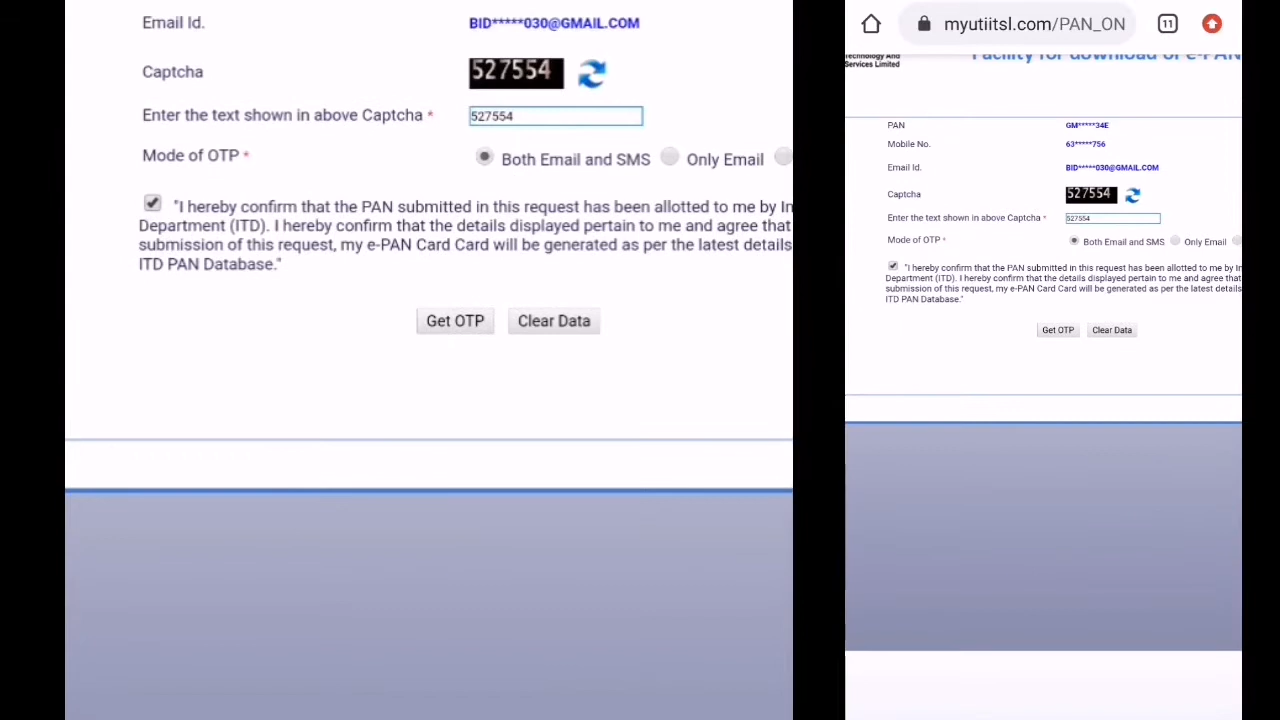 Email Id. BID*****030@GMAIL.COM
Captcha 527554
Enter the text shown in above Captcha * 527554
Mode of OTP * Both Email and SMS Only Email
"I hereby confirm that the PAN submitted in this request has been allotted to me by In
Department (ITD). I hereby confirm that the details displayed pertain to me and agree that
submission of this request, my e-PAN Card Card will be generated as per the latest details
ITD PAN Database."
Get OTP Clear Data
myutiitsl.com/PAN_ON 11
Technology And
Services Limited
Facility for download of e-PAN
PAN GM*****34E
Mobile No. 63*****756
Email Id. BID*****030@GMAIL.COM
Captcha 527554
Enter the text shown in above Captcha * 527554
Mode of OTP * Both Email and SMS Only Email
"I hereby confirm that the PAN submitted in this request has been allotted to me by In
Department (ITD). I hereby confirm that the details displayed pertain to me and agree that
submission of this request, my e-PAN Card Card will be generated as per the latest details
ITD PAN Database."
Get OTP Clear Data